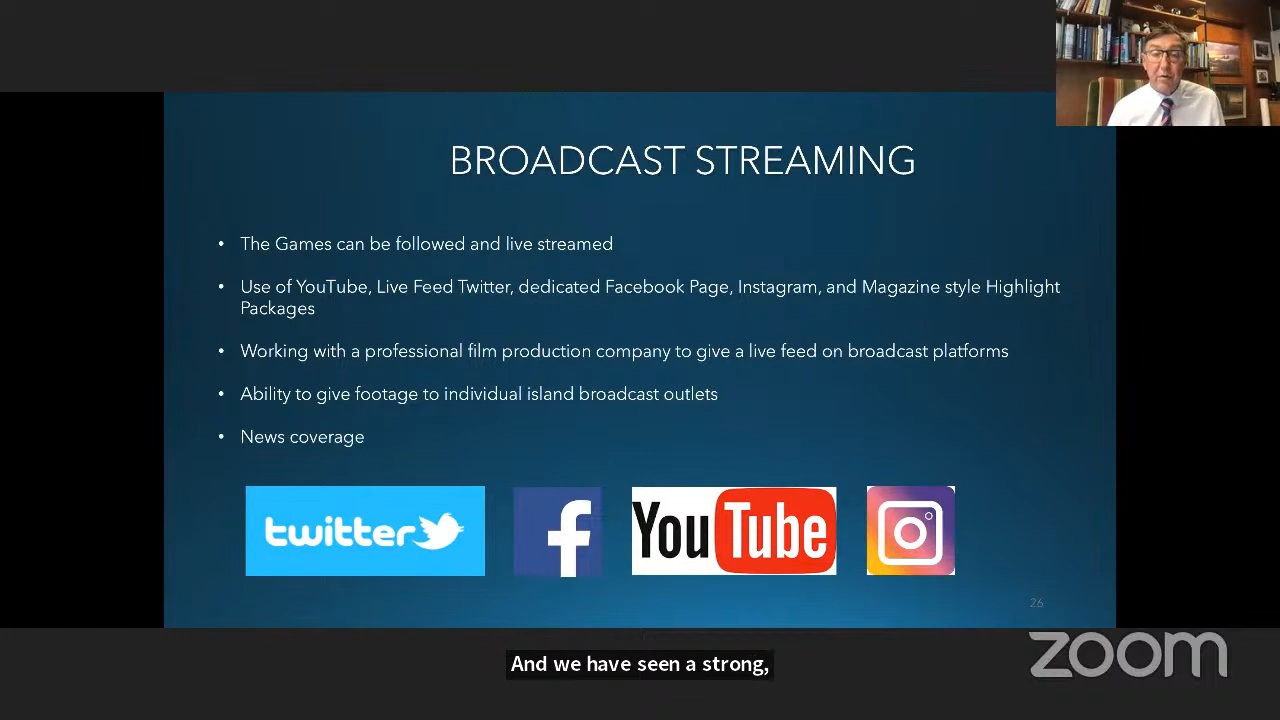 BROADCAST STREAMING
• The Games can be followed and live streamed
• Use of YouTube, Live Feed Twitter, dedicated Facebook Page, Instagram, and Magazine style Highlight
Packages
• Working with a professional film production company to give a live feed on broadcast platforms
• Ability to give footage to individual island broadcast outlets
• News coverage
twitter f YouTube
26
And we have seen a strong,
zoom